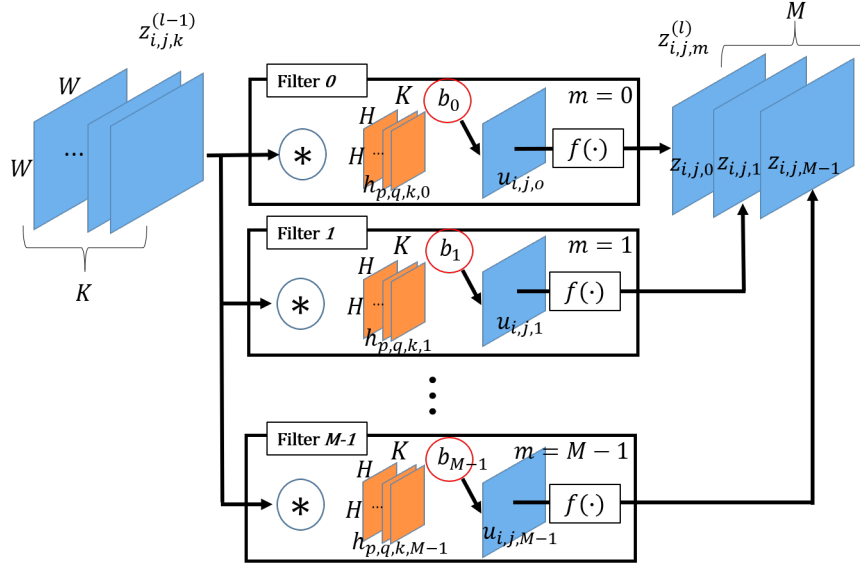 z_{i,j,k}^{(l-1)}
W
W
...
K
Filter 0
*
H
K
H
...
h_{p,q,k,0}
b_0
u_{i,j,o}
m = 0
f(·)
z_{i,j,m}^{(l)}
M
z_{i,j,0}
z_{i,j,1}
z_{i,j,M-1}
Filter 1
*
H
K
H
...
h_{p,q,k,1}
b_1
u_{i,j,1}
m = 1
f(·)
Filter M-1
*
H
K
H
...
h_{p,q,k,M-1}
b_{M-1}
u_{i,j,M-1}
m = M - 1
f(·)